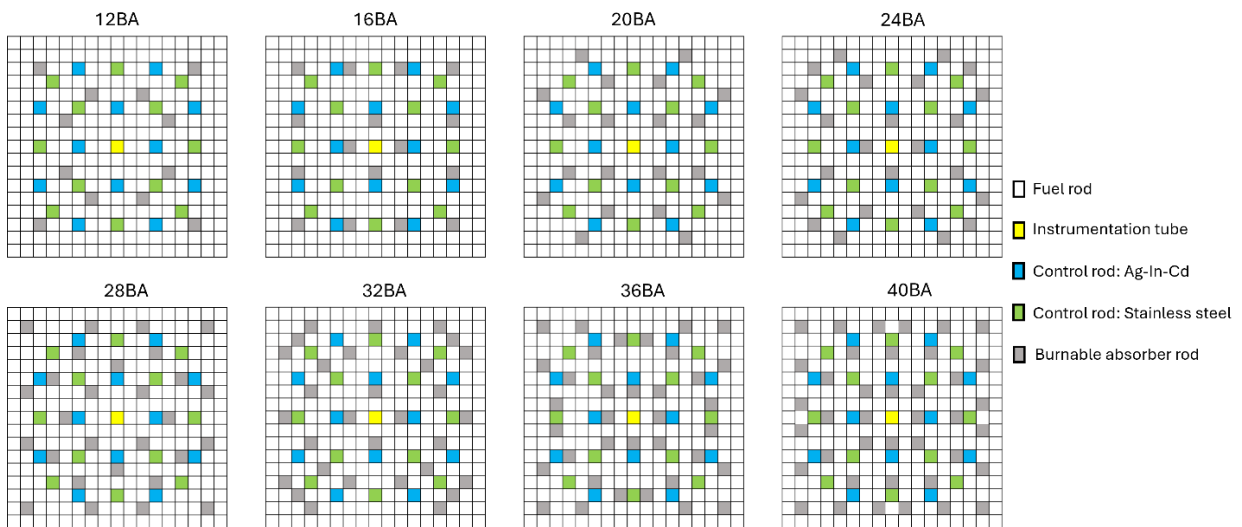 12BA
16BA
20BA
24BA
Fuel rod
Instrumentation tube
Control rod: Ag-In-Cd
Control rod: Stainless steel
Burnable absorber rod
28BA
32BA
36BA
40BA